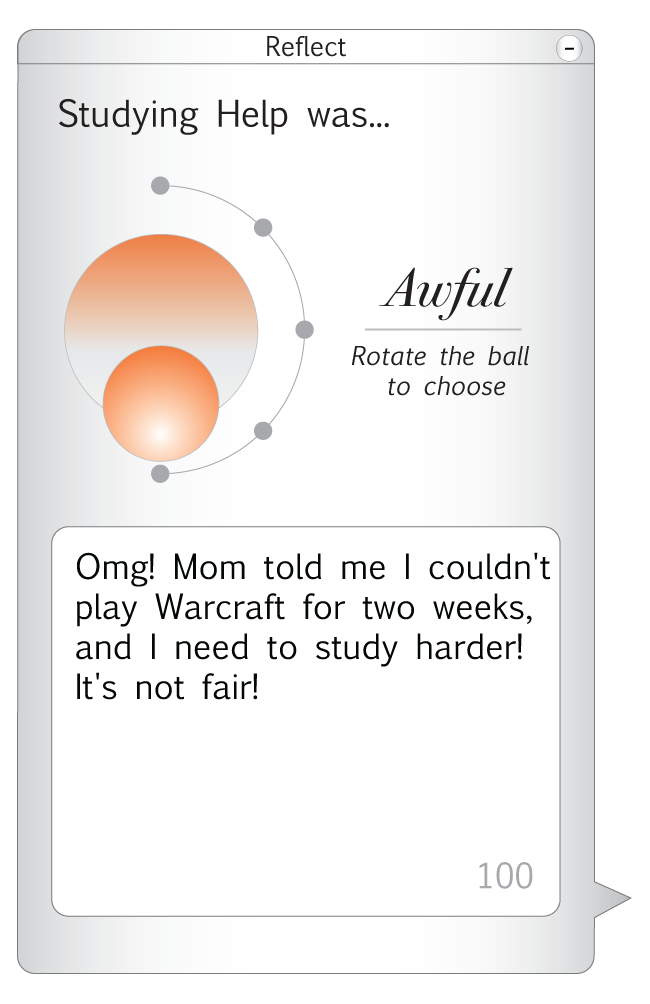 Reflect
-
Studying Help was...
Awful
Rotate the ball
to choose
Omg! Mom told me I couldn't
play Warcraft for two weeks,
and I need to study harder!
It's not fair!
100